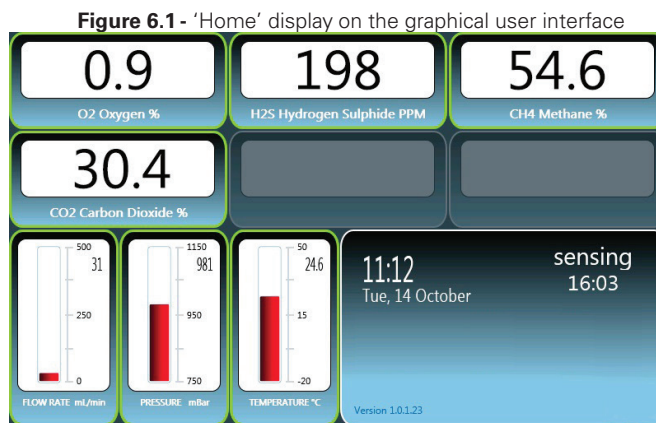 Figure 6.1 - ‘Home’ display on the graphical user interface
0.9
O2 Oxygen %
198
H2S Hydrogen Sulphide PPM
54.6
CH4 Methane %
30.4
CO2 Carbon Dioxide %
500
31
250
0
FLOW RATE mL/min
1150
981
950
750
PRESSURE mBar
50
24.6
15
-20
TEMPERATURE °C
11:12
Tue, 14 October
sensing
16:03
Version 1.0.1.23